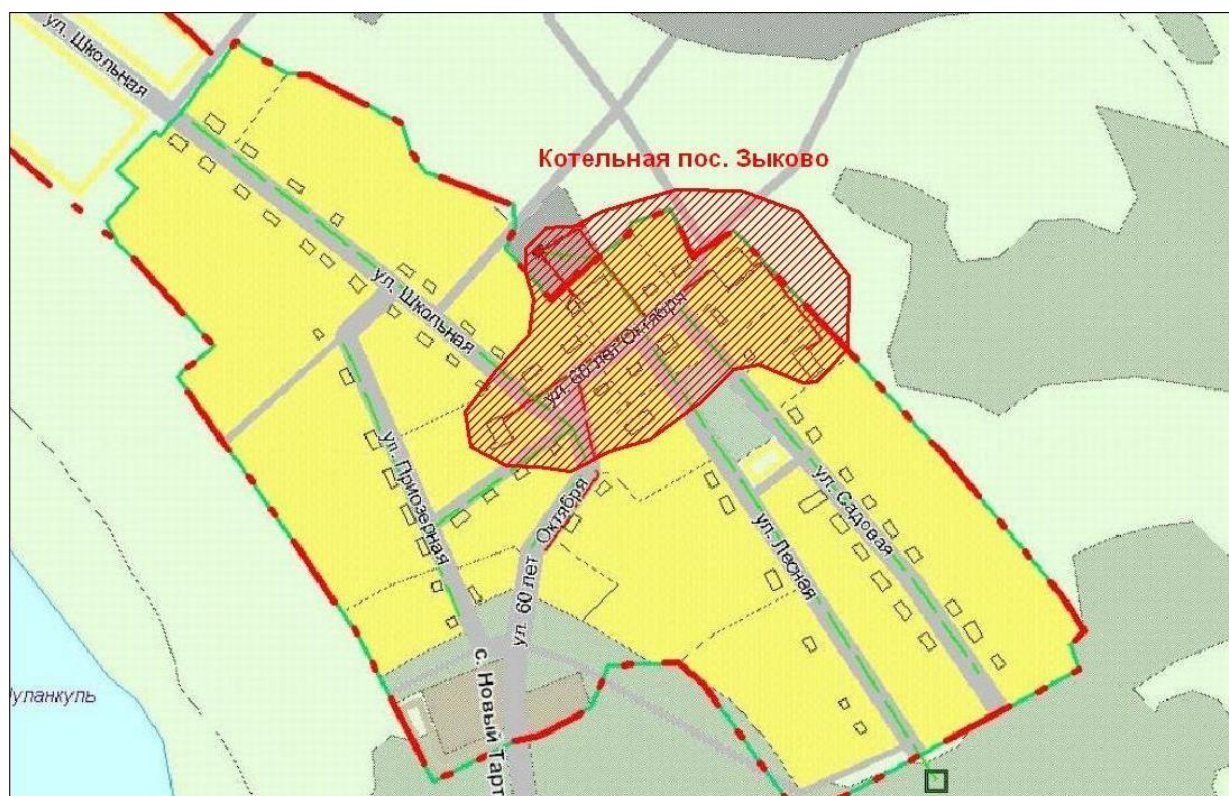 ул. Школьная
Котельная пос. Зыково
ул. Школьная
ул. 60 лет Октября
ул. Приозерная
ул. Садовая
ул. Лесная
ул. 60 лет Октября
с. Новый Тарт
уланкуль